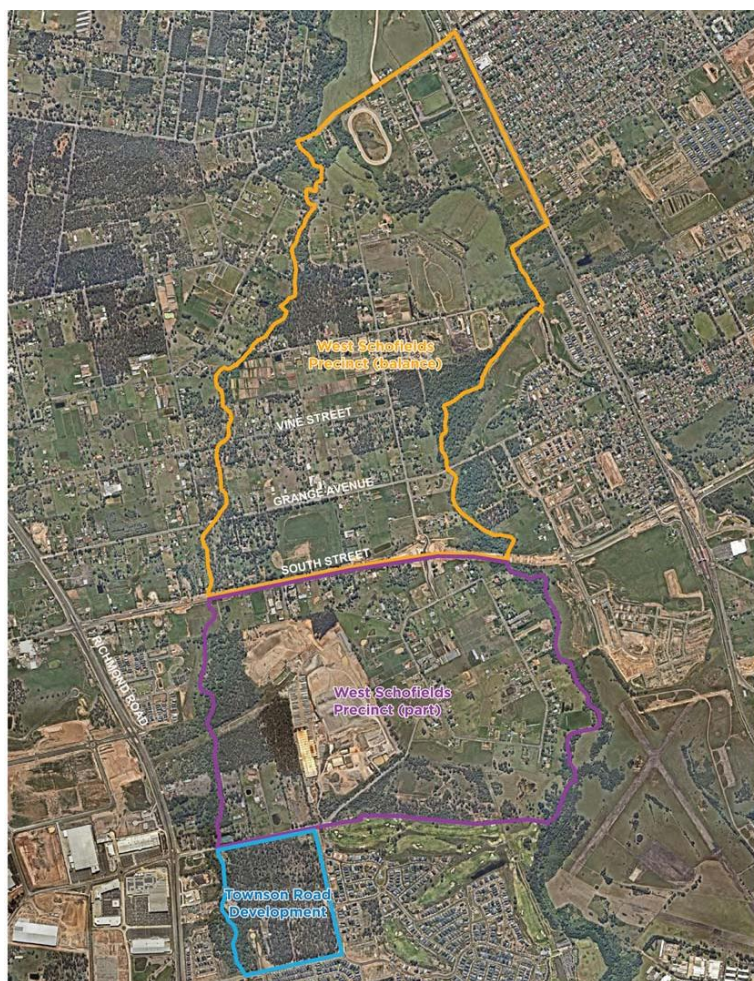 West Schofields
Precinct (balance)
VINE STREET
GRANGE AVENUE
SOUTH STREET
RICHMOND ROAD
West Schofields
Precinct (part)
Townson Road
Development